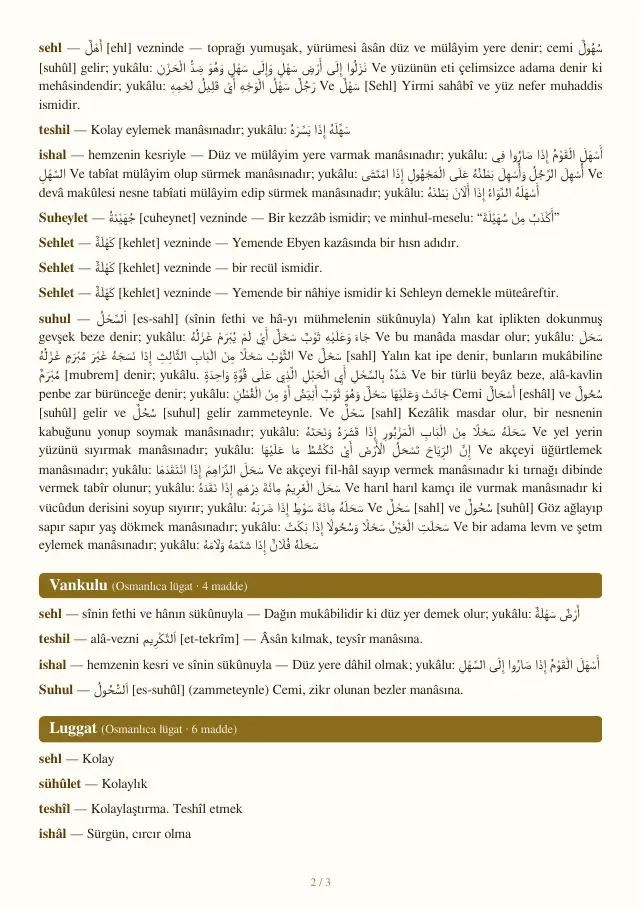 sehl — أَهْلٌ [ehl] vezninde — toprağı yumuşak, yürümesi âsân düz ve mülâyim yere denir; cemi سُهُولٌ
[suhûl] gelir; yukâlu: نَزَلُوا إِلَى أَرْضٍ سَهْلٍ وَإِلَى سَهْلٍ وَهُوَ ضِدُّ الْحَزْنِ Ve yüzünün eti çelimsizce adama denir ki
mehâsindendir; yukâlu: رَجُلٌ سَهْلُ الْوَجْهِ أَيْ قَلِيلُ لَحْمِهِ Ve سَهْلٌ [Sehl] Yirmi sahâbî ve yüz nefer muhaddis
ismidir.
teshil — Kolay eylemek manâsınadır; yukâlu: سَهَّلَهُ إِذَا يَسَّرَهُ
ishal — hemzenin kesriyle — Düz ve mülâyim yere varmak manâsınadır; yukâlu: أَسْهَلَ الْقَوْمُ إِذَا صَارُوا فِي
السَّهْلِ Ve tabîat mülâyim olup sürmek manâsınadır; yukâlu: أُسْهِلَ الرَّجُلُ وَأُسْهِلَ بَطْنُهُ عَلَى الْمَجْهُولِ إِذَا امْتَشَى Ve
devâ makûlesi nesne tabîati mülâyim edip sürmek manâsınadır; yukâlu: أَسْهَلَهُ الدَّوَاءُ إِذَا أَلَانَ بَطْنَهُ
Suheylet — جُهَيْنَةُ [cuheynet] vezninde — Bir kezzâb ismidir; ve minhul-meselu: “أَكْذَبُ مِنْ سُهَيْلَةَ”
Sehlet — كَهْلَةٌ [kehlet] vezninde — Yemende Ebyen kazâsında bir hısn adıdır.
Sehlet — كَهْلَةٌ [kehlet] vezninde — bir recül ismidir.
Sehlet — كَهْلَةٌ [kehlet] vezninde — Yemende bir nâhiye ismidir ki Sehleyn demekle müteâreftir.
suhul — اَلسَّحْلُ [es-sahl] (sînin fethi ve hâ-yı mühmelenin sükûnuyla) Yalın kat iplikten dokunmuş
gevşek beze denir; yukâlu: جَاءَ وَعَلَيْهِ ثَوْبٌ سَحْلٌ أَيْ لَمْ يُبْرَمْ غَزْلُهُ Ve bu manâda masdar olur; yukâlu: سَحَلَ
الثَّوْبَ سَحْلًا مِنَ الْبَابِ الثَّالِثِ إِذَا نَسَجَهُ غَيْرَ مُبْرَمٍ غَزْلُهُ Ve سَحْلٌ [sahl] Yalın kat ipe denir, bunların mukâbiline
مُبْرَمٌ [mubrem] denir; yukâlu: شَدَّهُ بِالسَّحْلِ أَيِ الْحَبْلِ الَّذِي عَلَى قُوَّةٍ وَاحِدَةٍ Ve bir türlü beyâz beze, alâ-kavlin
penbe zar bürünceğe denir; yukâlu: جَاءَتْ وَعَلَيْهَا سَحْلٌ وَهُوَ ثَوْبٌ أَبْيَضُ أَوْ مِنَ الْقُطْنِ Cemi أَسْحَالٌ [eshâl] ve سُحُولٌ
[suhûl] gelir ve سُحُلٌ [suhul] gelir zammeteynle. Ve سَحْلٌ [sahl] Kezâlik masdar olur, bir nesnenin
kabuğunu yonup soymak manâsınadır; yukâlu: سَحَلَهُ سَحْلًا مِنَ الْبَابِ الْمَزْبُورِ إِذَا قَشَرَهُ وَنَحَتَهُ Ve yel yerin
yüzünü sıyırmak manâsınadır; yukâlu: إِنَّ الرِّيَاحَ تَسْحَلُ الْأَرْضَ أَيْ تَكْشُطُ مَا عَلَيْهَا Ve akçeyi üğürtlemek
manâsınadır; yukâlu: سَحَلَ الدَّرَاهِمَ إِذَا انْتَقَدَهَا Ve akçeyi fil-hâl sayıp vermek manâsınadır ki tırnağı dibinde
vermek tabîr olunur; yukâlu: سَحَلَ الْغَرِيمَ مِائَةَ دِرْهَمٍ إِذَا نَقَدَهُ Ve harıl harıl kamçı ile vurmak manâsınadır ki
vücûdun derisini soyup sıyırır; yukâlu: سَحَلَهُ مِائَةَ سَوْطٍ إِذَا ضَرَبَهُ Ve سَحْلٌ [sahl] ve سُحُولٌ [suhûl] Göz ağlayıp
sapır sapır yaş dökmek manâsınadır; yukâlu: سَحَلَتِ الْعَيْنُ سَحْلًا وَسُحُولًا إِذَا بَكَتْ Ve bir adama levm ve şetm
eylemek manâsınadır; yukâlu: سَحَلَهُ فُلَانٌ إِذَا شَتَمَهُ وَلَامَهُ
Vankulu (Osmanlıca lügat · 4 madde)
sehl — sînin fethi ve hânın sükûnuyla — Dağın mukâbilidir ki düz yer demek olur; yukâlu: أَرْضٌ سَهْلَةٌ
teshil — alâ-vezni اَلتَّكْرِيمِ [et-tekrîm] — Âsân kılmak, teysîr manâsına.
ishal — hemzenin kesri ve sînin sükûnuyla — Düz yere dâhil olmak; yukâlu: أَسْهَلَ الْقَوْمُ إِذَا صَارُوا إِلَى السَّهْلِ
Suhul — اَلسُّحُولُ [es-suhûl] (zammeteynle) Cemi, zikr olunan bezler manâsına.
Luggat (Osmanlıca lügat · 6 madde)
sehl — Kolay
sühûlet — Kolaylık
teshîl — Kolaylaştırma. Teshîl etmek
ishâl — Sürgün, cırcır olma
2 / 3